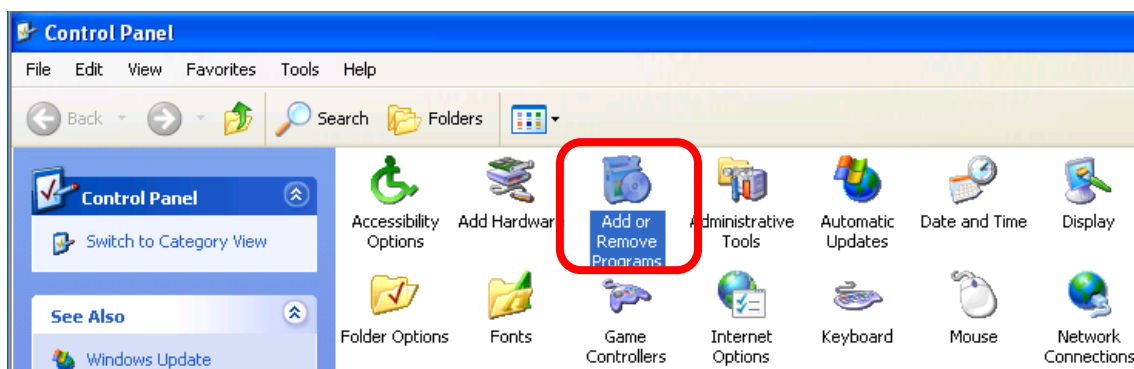 Control Panel
File Edit View Favorites Tools Help
Back Search Folders
Control Panel
Switch to Category View
See Also
Windows Update
Accessibility Add Hardwar Add or dministrative Automatic Date and Time Display
Options Remove Tools Updates
Programs
Folder Options Fonts Game Internet Keyboard Mouse Network
Controllers Options Connections